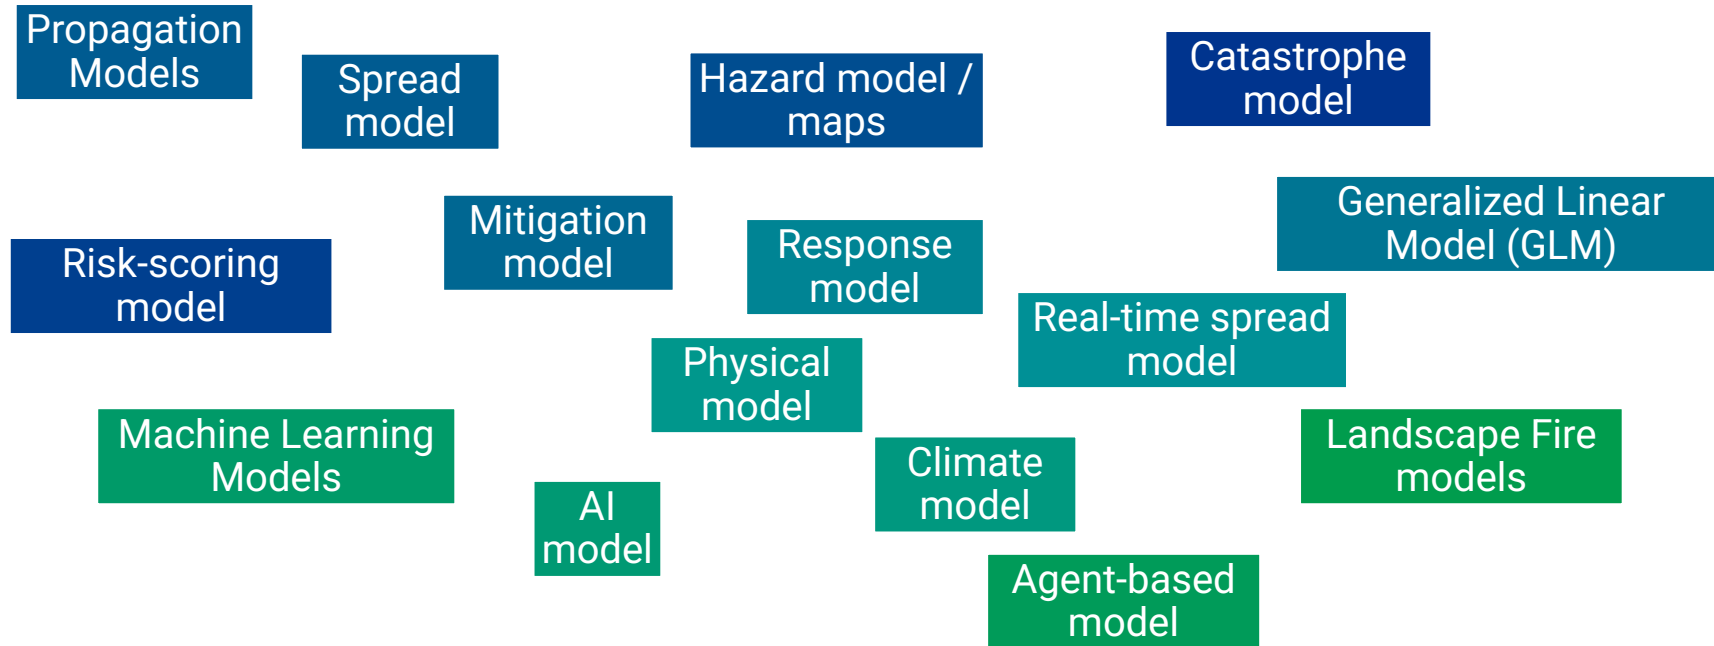 Propagation
Models
Spread
model
Hazard model /
maps
Catastrophe
model
Mitigation
model
Response
model
Generalized Linear
Model (GLM)
Risk-scoring
model
Real-time spread
model
Physical
model
Machine Learning
Models
Climate
model
Landscape Fire
models
AI
model
Agent-based
model